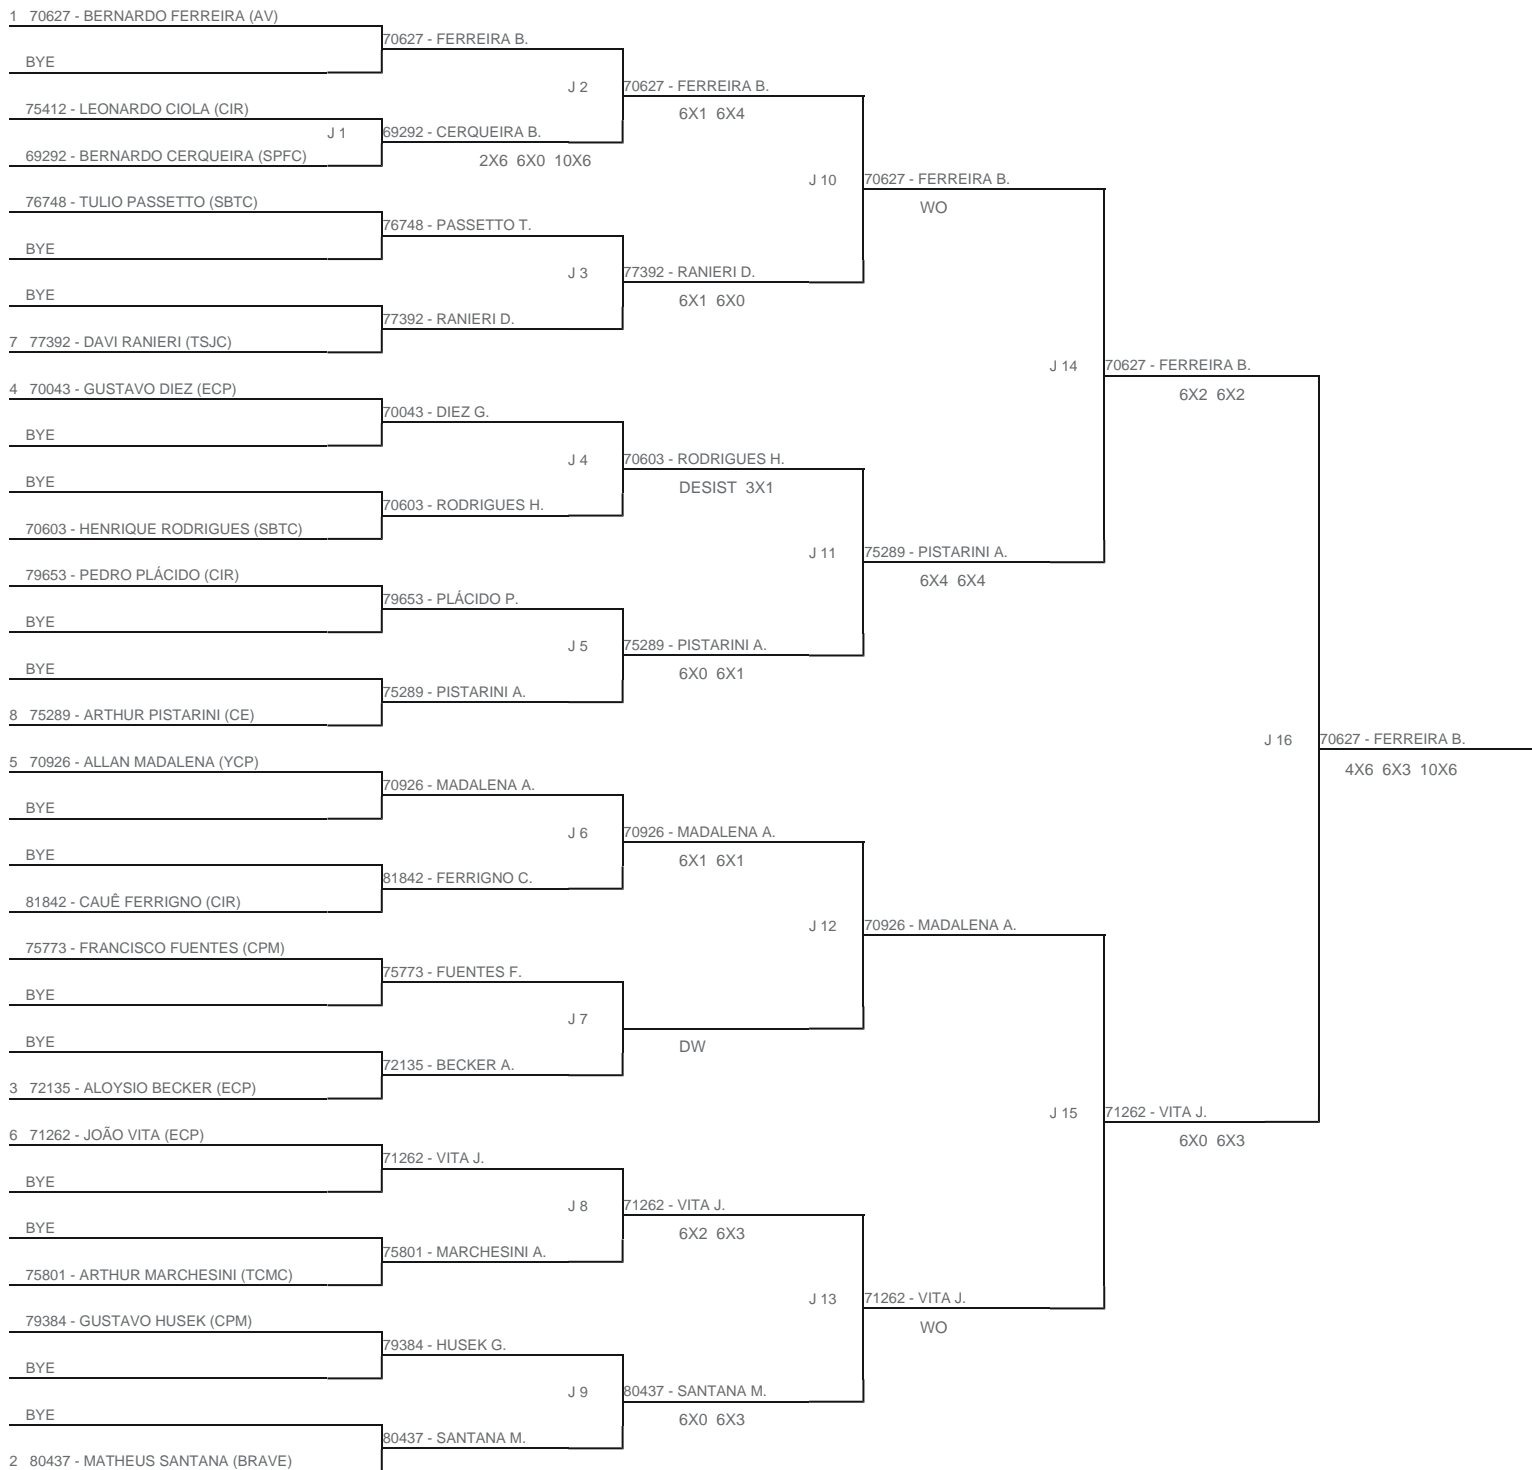 1 70627 - BERNARDO FERREIRA (AV)
70627 - FERREIRA B.
BYE
J 2
70627 - FERREIRA B.
75412 - LEONARDO CIOLA (CIR)
6X1 6X4
J 1
69292 - CERQUEIRA B.
69292 - BERNARDO CERQUEIRA (SPFC)
2X6 6X0 10X6
J 10
70627 - FERREIRA B.
76748 - TULIO PASSETTO (SBTC)
WO
76748 - PASSETTO T.
BYE
J 3
77392 - RANIERI D.
BYE
6X1 6X0
77392 - RANIERI D.
7 77392 - DAVI RANIERI (TSJC)
J 14
70627 - FERREIRA B.
4 70043 - GUSTAVO DIEZ (ECP)
6X2 6X2
70043 - DIEZ G.
BYE
J 4
70603 - RODRIGUES H.
BYE
DESIST 3X1
70603 - RODRIGUES H.
70603 - HENRIQUE RODRIGUES (SBTC)
J 11
75289 - PISTARINI A.
79653 - PEDRO PLÁCIDO (CIR)
6X4 6X4
79653 - PLÁCIDO P.
BYE
J 5
75289 - PISTARINI A.
BYE
6X0 6X1
75289 - PISTARINI A.
8 75289 - ARTHUR PISTARINI (CE)
J 16
70627 - FERREIRA B.
5 70926 - ALLAN MADALENA (YCP)
4X6 6X3 10X6
70926 - MADALENA A.
BYE
J 6
70926 - MADALENA A.
BYE
6X1 6X1
81842 - FERRIGNO C.
81842 - CAUÊ FERRIGNO (CIR)
J 12
70926 - MADALENA A.
75773 - FRANCISCO FUENTES (CPM)
75773 - FUENTES F.
BYE
J 7
BYE
DW
72135 - BECKER A.
3 72135 - ALOYSIO BECKER (ECP)
J 15
71262 - VITA J.
6 71262 - JOÃO VITA (ECP)
6X0 6X3
71262 - VITA J.
BYE
J 8
71262 - VITA J.
BYE
6X2 6X3
75801 - MARCHESINI A.
75801 - ARTHUR MARCHESINI (TCMC)
J 13
71262 - VITA J.
79384 - GUSTAVO HUSEK (CPM)
WO
79384 - HUSEK G.
BYE
J 9
80437 - SANTANA M.
BYE
6X0 6X3
80437 - SANTANA M.
2 80437 - MATHEUS SANTANA (BRAVE)